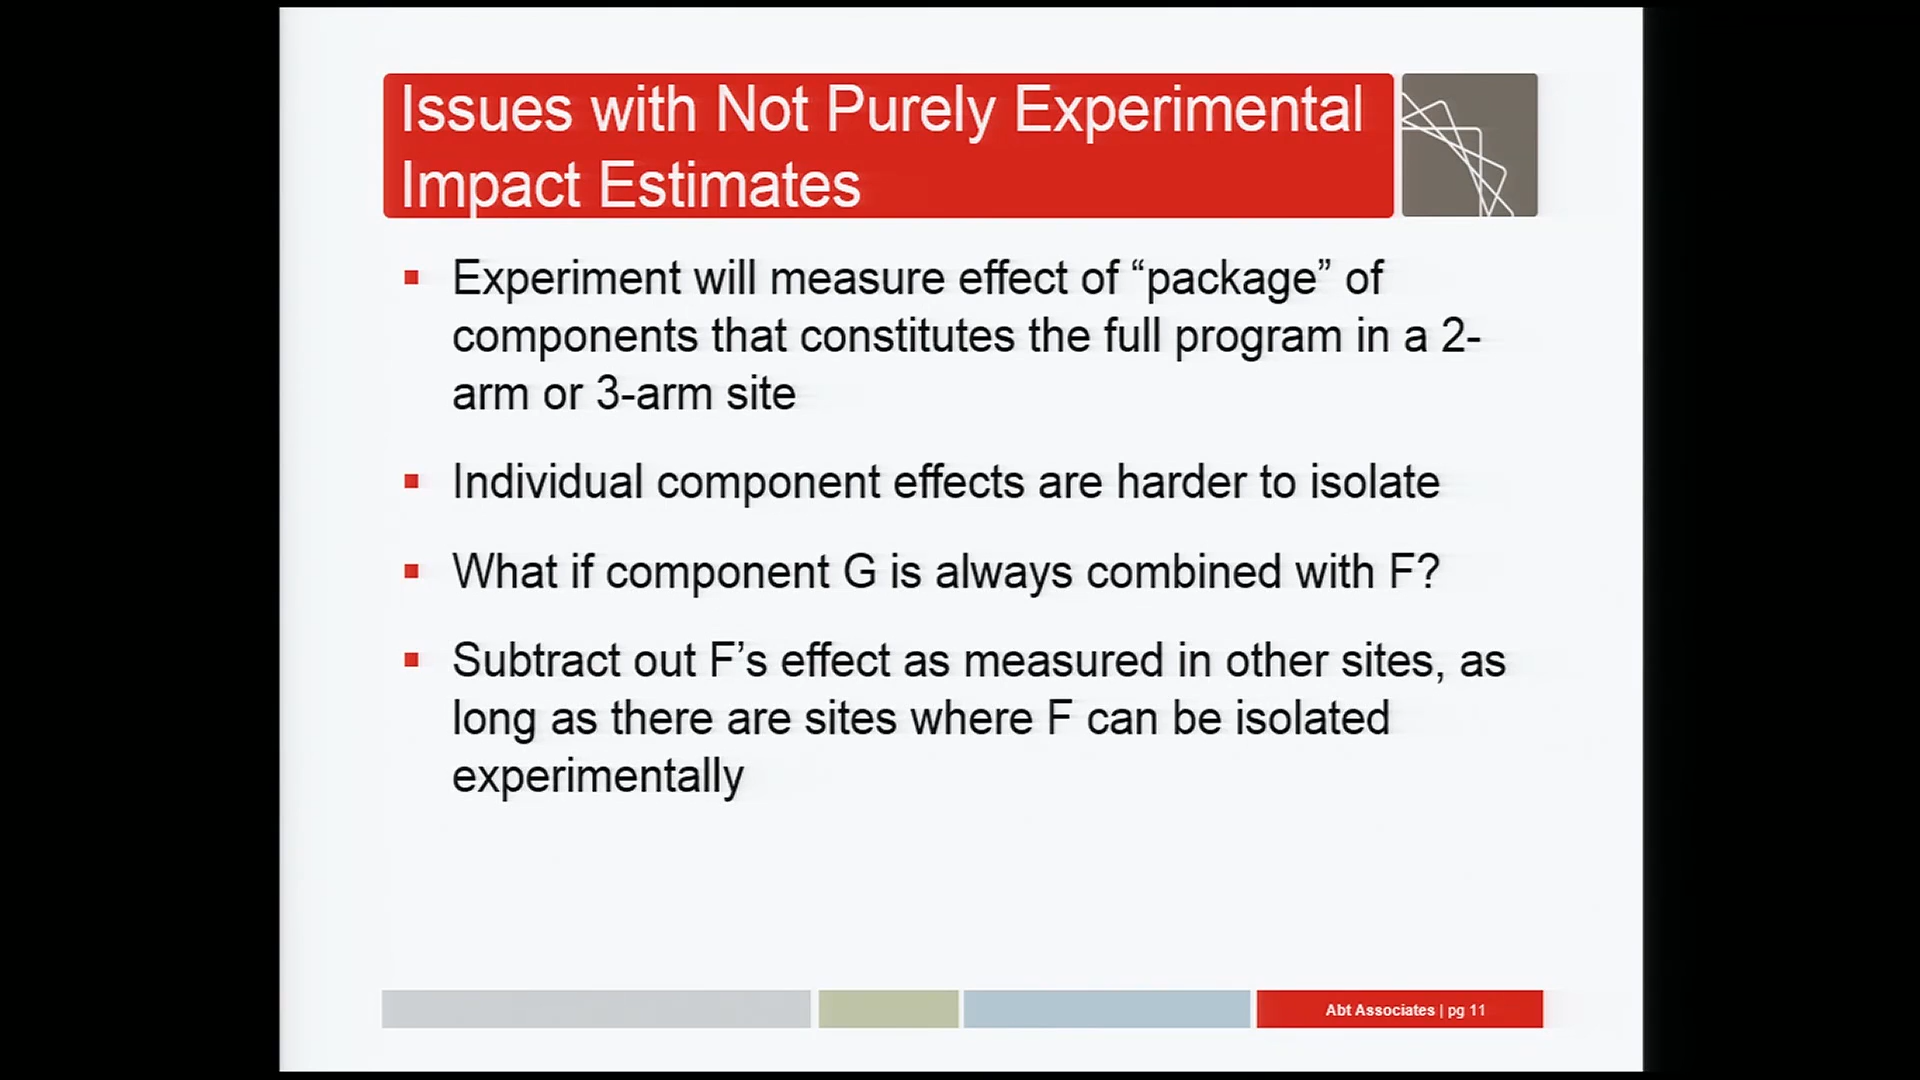 Issues with Not Purely Experimental
Impact Estimates
Experiment will measure effect of “package” of
components that constitutes the full program in a 2-
arm or 3-arm site
Individual component effects are harder to isolate
What if component G is always combined with F?
Subtract out F’s effect as measured in other sites, as
long as there are sites where F can be isolated
experimentally
Abt Associates | pg 11